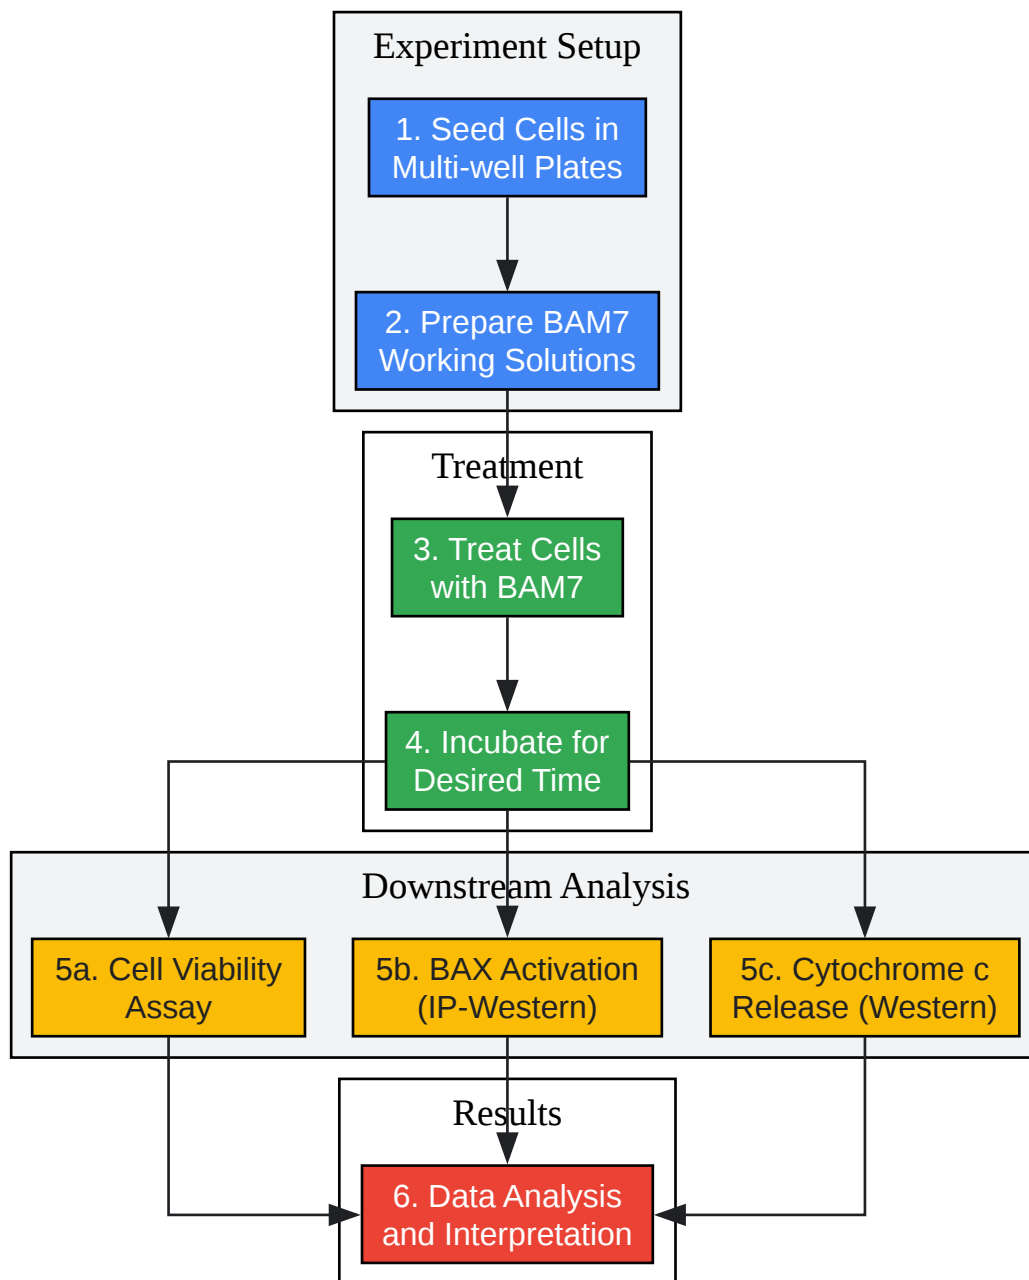 Experiment Setup
1. Seed Cells in
Multi-well Plates
2. Prepare BAM7
Working Solutions
Treatment
3. Treat Cells
with BAM7
4. Incubate for
Desired Time
Downstream Analysis
5a. Cell Viability
Assay
5b. BAX Activation
(IP-Western)
5c. Cytochrome c
Release (Western)
Results
6. Data Analysis
and Interpretation